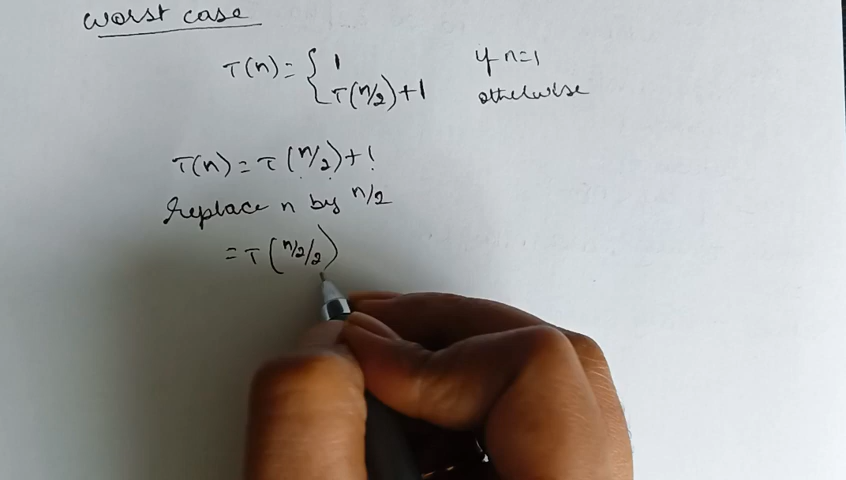 worst case
T(n) = { 1 if n=1
T(n/2)+1 otherwise
T(n) = T(n/2)+1
Replace n by n/2
= T(n/2/2)